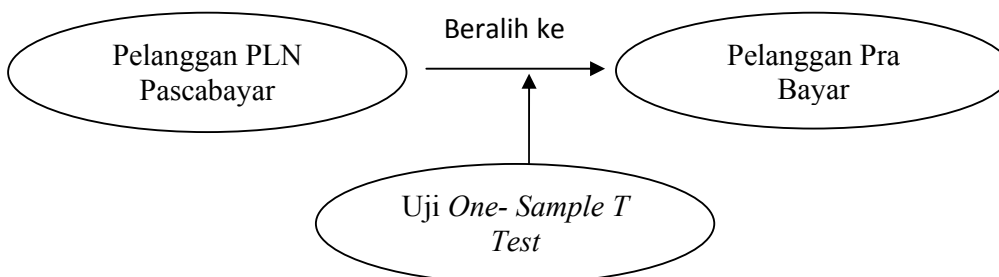 Pelanggan PLN
Pascabayar
Beralih ke
Pelanggan Pra
Bayar
Uji One- Sample T
Test